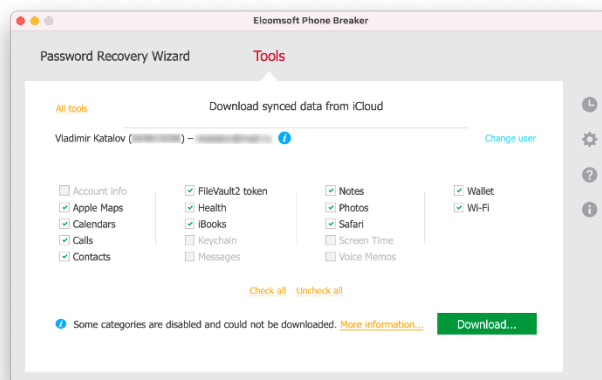 Elcomsoft Phone Breaker
Password Recovery Wizard
Tools
All tools
Download synced data from iCloud
Vladimir Katalov ( ) –
Change user
Account info
Apple Maps
Calendars
Calls
Contacts
FileVault2 token
Health
iBooks
Keychain
Messages
Notes
Photos
Safari
Screen Time
Voice Memos
Wallet
Wi-Fi
Check all Uncheck all
Some categories are disabled and could not be downloaded. More information...
Download...